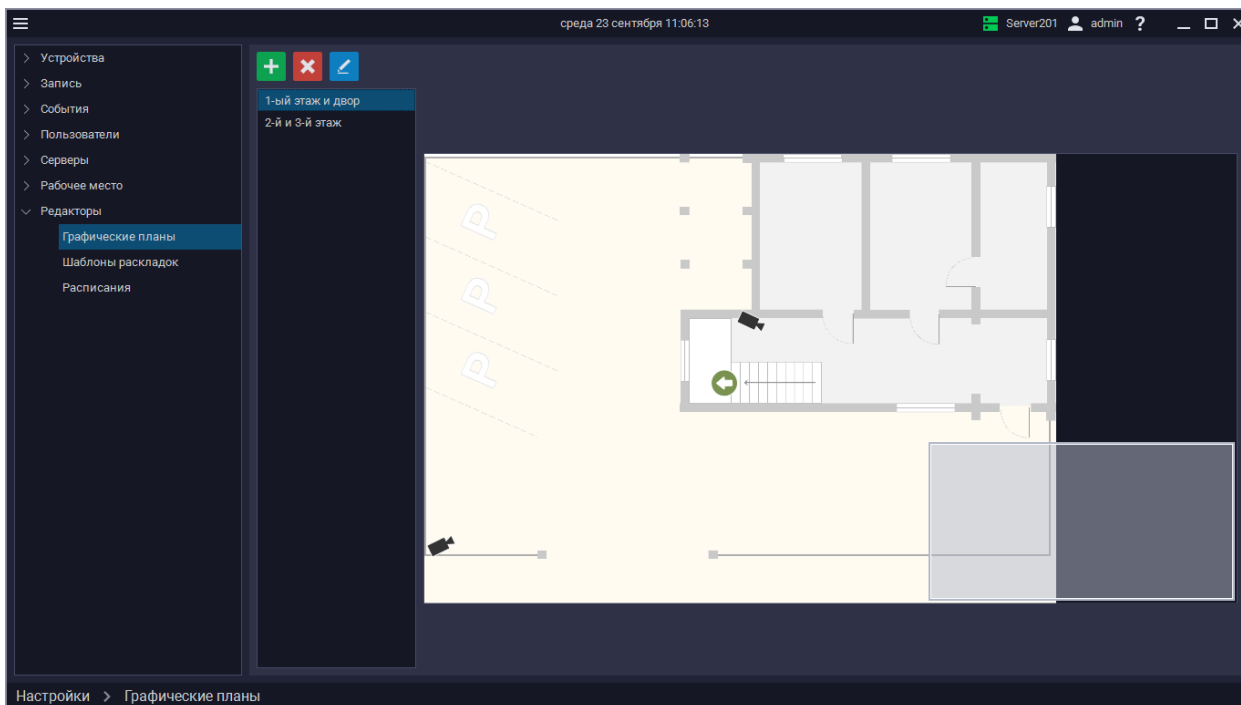 среда 23 сентября 11:06:13
Server201 admin ?
Устройства
Запись
События
Пользователи
Серверы
Рабочее место
Редакторы
Графические планы
Шаблоны раскладок
Расписания
1-ый этаж и двор
2-й и 3-й этаж
P
P
P
Настройки > Графические планы